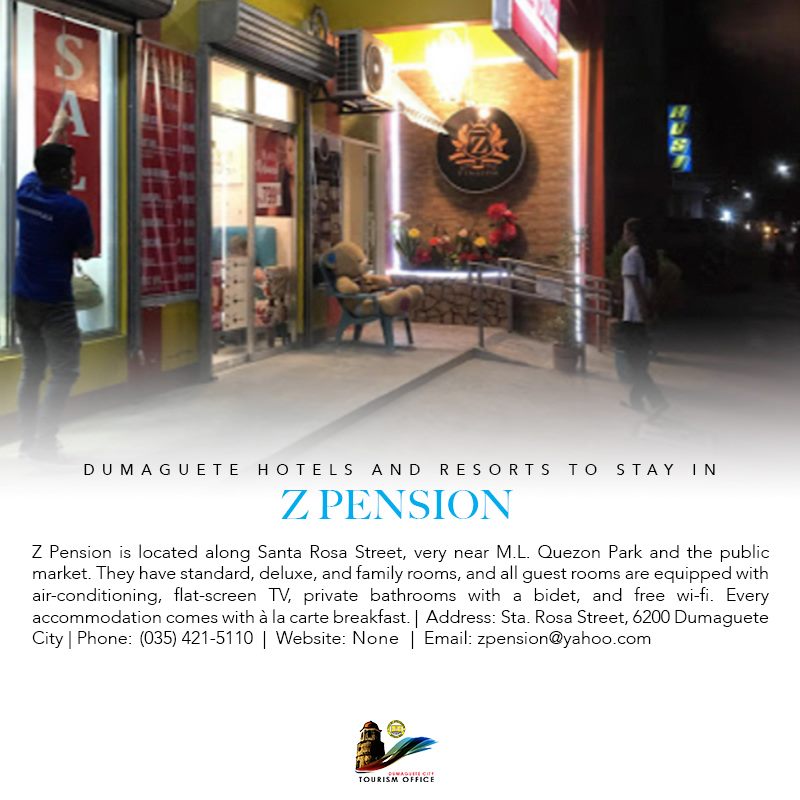 SAL
Z
PENSION
RUSI
DUMAGUETE HOTELS AND RESORTS TO STAY IN
Z PENSION
Z Pension is located along Santa Rosa Street, very near M.L. Quezon Park and the public
market. They have standard, deluxe, and family rooms, and all guest rooms are equipped with
air-conditioning, flat-screen TV, private bathrooms with a bidet, and free wi-fi. Every
accommodation comes with à la carte breakfast. | Address: Sta. Rosa Street, 6200 Dumaguete
City | Phone: (035) 421-5110 | Website: None | Email: zpension@yahoo.com
DUMAGUETE CITY
TOURISM OFFICE